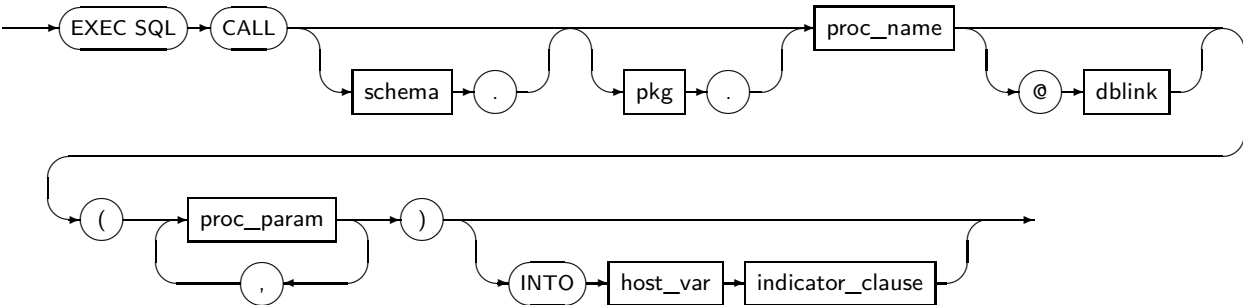 EXEC SQL CALL proc_name
schema . pkg . @ dblink
( proc_param )
, INTO host_var indicator_clause